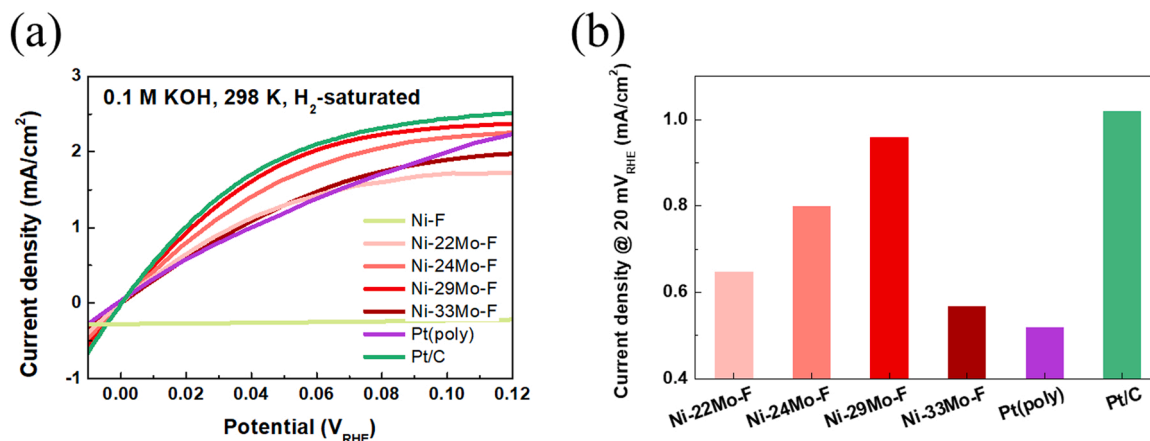 (a)
3
2
1
0
-1
Current density (mA/cm²)
0.1 M KOH, 298 K, H₂-saturated
Ni-F
Ni-22Mo-F
Ni-24Mo-F
Ni-29Mo-F
Ni-33Mo-F
Pt(poly)
Pt/C
0.00 0.02 0.04 0.06 0.08 0.10 0.12
Potential (V_RHE)
(b)
Current density @ 20 mV_RHE (mA/cm²)
1.0
0.8
0.6
0.4
Ni-22Mo-F
Ni-24Mo-F
Ni-29Mo-F
Ni-33Mo-F
Pt(poly)
Pt/C